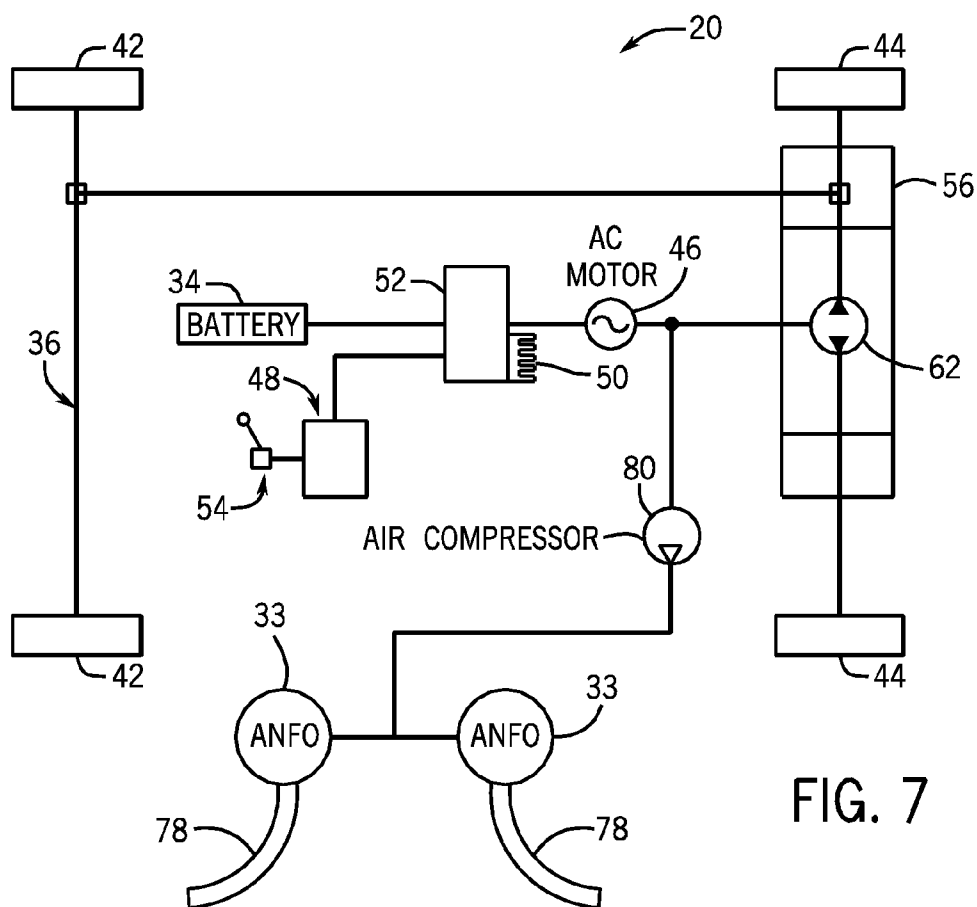 20
42
44
56
AC
MOTOR
46
34
52
BATTERY
36
50
62
48
54
80
AIR COMPRESSOR
33
42
44
33
ANFO
ANFO
78
78
FIG. 7